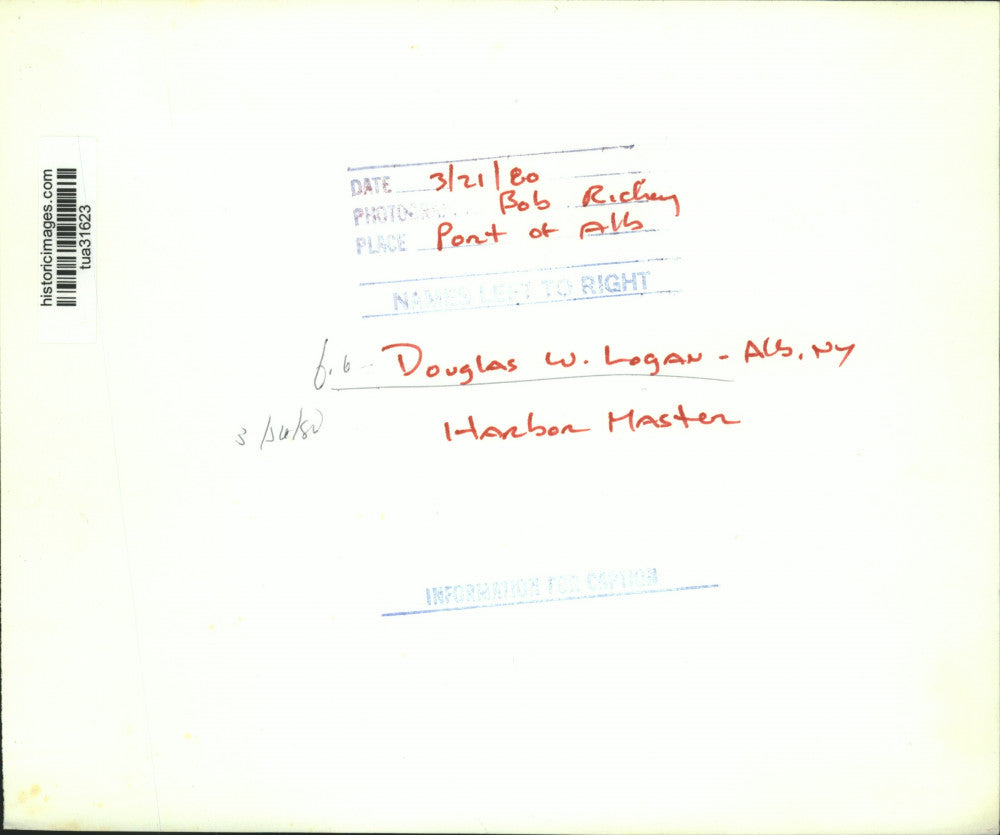 historicimages.com
tua31623
DATE 3/21/80
PHOTOGRA Bob Richey
PLACE Port of Alb
NAMES LEFT TO RIGHT
Douglas W. Logan - Alb. NY
Harbor Master
INFORMATION FOR CAPTION